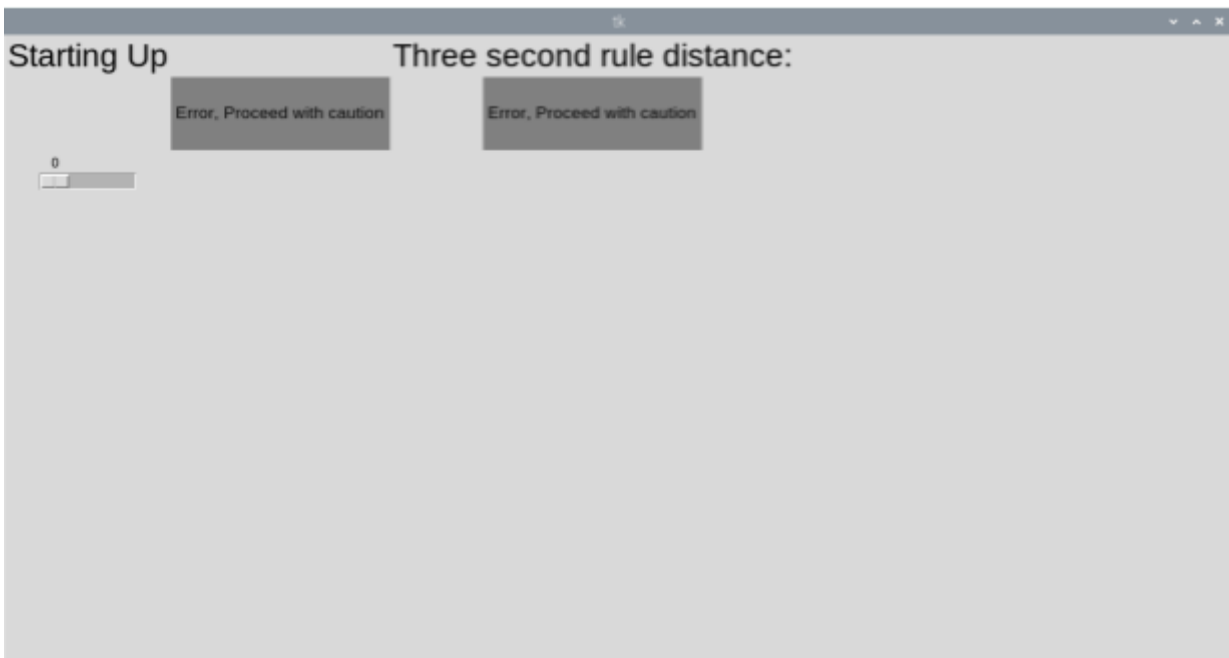 tk
Starting Up
Three second rule distance:
Error, Proceed with caution
Error, Proceed with caution
0